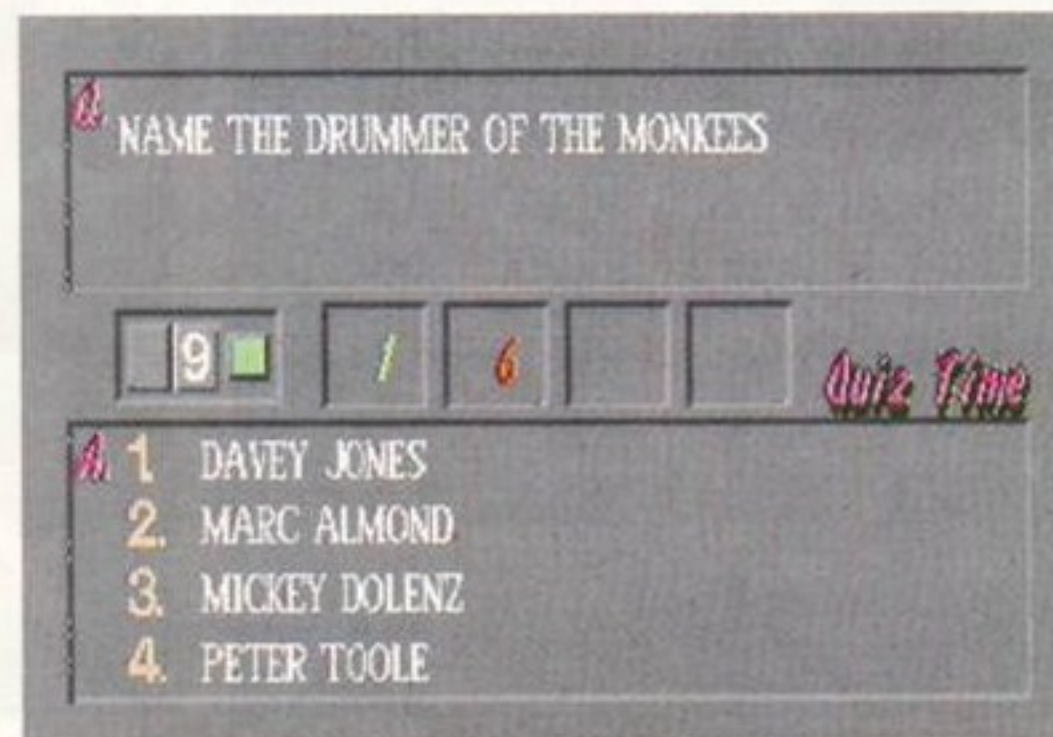 Q.
NAME THE DRUMMER OF THE MONKEES
9 1 6
Quiz Time
A.
1. DAVEY JONES
2. MARC ALMOND
3. MICKEY DOLENZ
4. PETER TOOLE